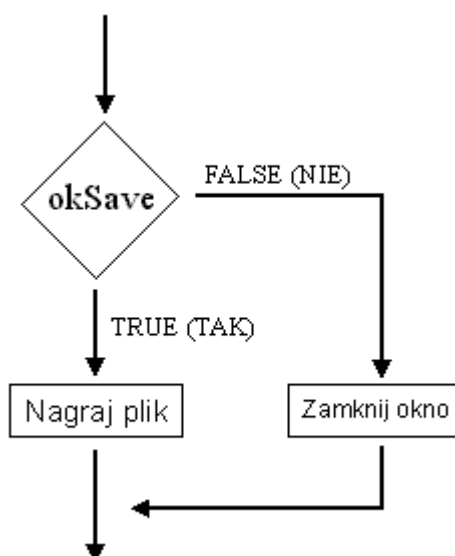 okSave
FALSE (NIE)
TRUE (TAK)
Nagraj plik
Zamknij okno